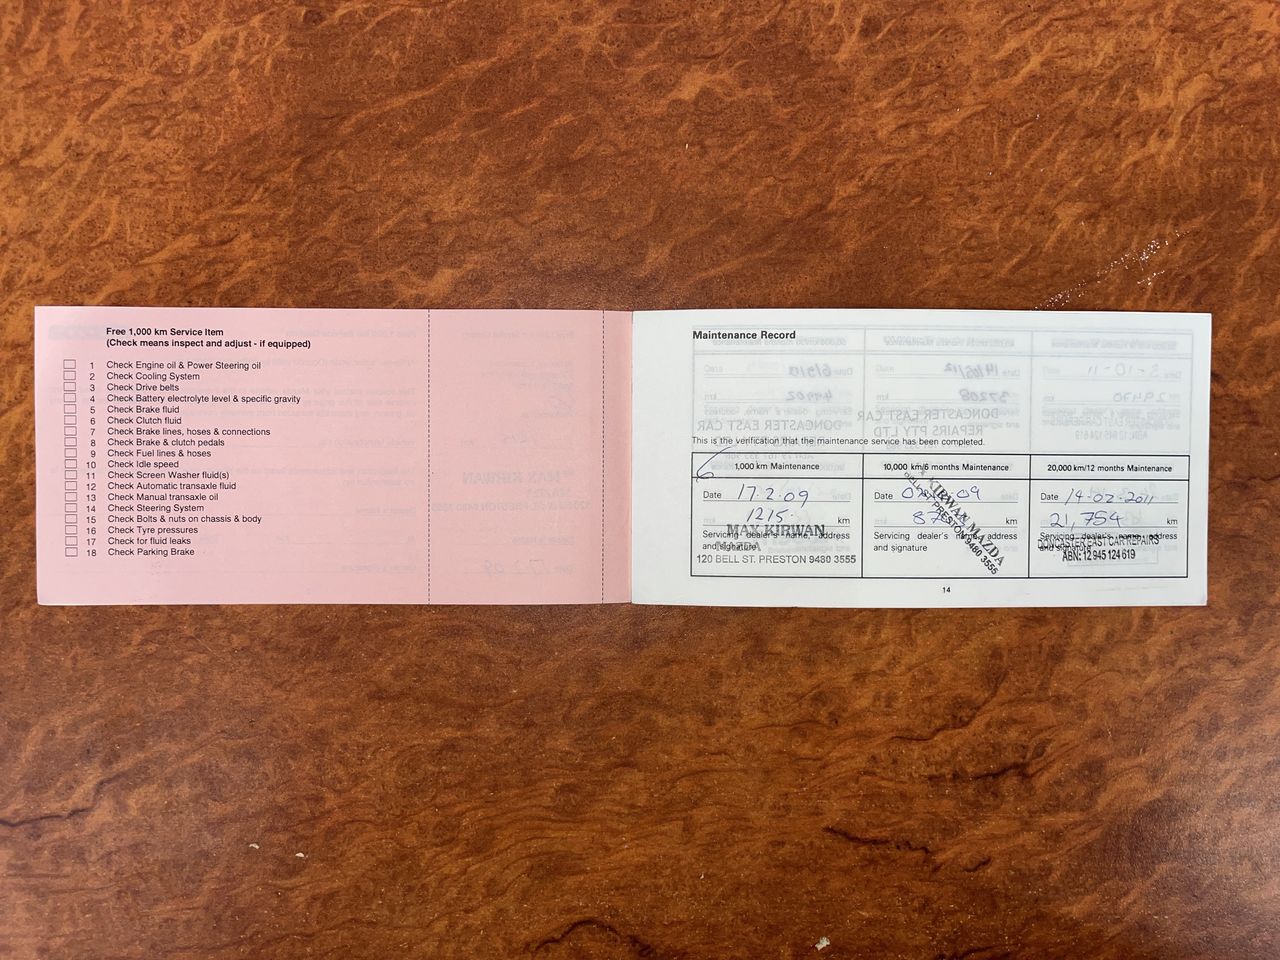 Free 1,000 km Service Item
(Check means inspect and adjust - if equipped)
1 Check Engine oil & Power Steering oil
2 Check Cooling System
3 Check Drive belts
4 Check Battery electrolyte level & specific gravity
5 Check Brake fluid
6 Check Clutch fluid
7 Check Brake lines, hoses & connections
8 Check Brake & clutch pedals
9 Check Fuel lines & hoses
10 Check Idle speed
11 Check Screen Washer fluid(s)
12 Check Automatic transaxle fluid
13 Check Manual transaxle oil
14 Check Steering System
15 Check Bolts & nuts on chassis & body
16 Check Tyre pressures
17 Check for fluid leaks
18 Check Parking Brake
Maintenance Record
This is the verification that the maintenance service has been completed.
1,000 km Maintenance
Date 17.2.09
1215 km
Servicing dealer's name, address
and signature
MAX KIRWAN
MAZDA
120 BELL ST. PRESTON 9480 3555
10,000 km/6 months Maintenance
Date
km
Servicing dealer's name, address
and signature
KIRWAN MAZDA
PRESTON 9480 3555
20,000 km/12 months Maintenance
Date 14-02-2011
21,754 km
Servicing dealer's name, address
and signature
DONCASTER EAST CAR REPAIRS
ABN: 12 945 124 619
14